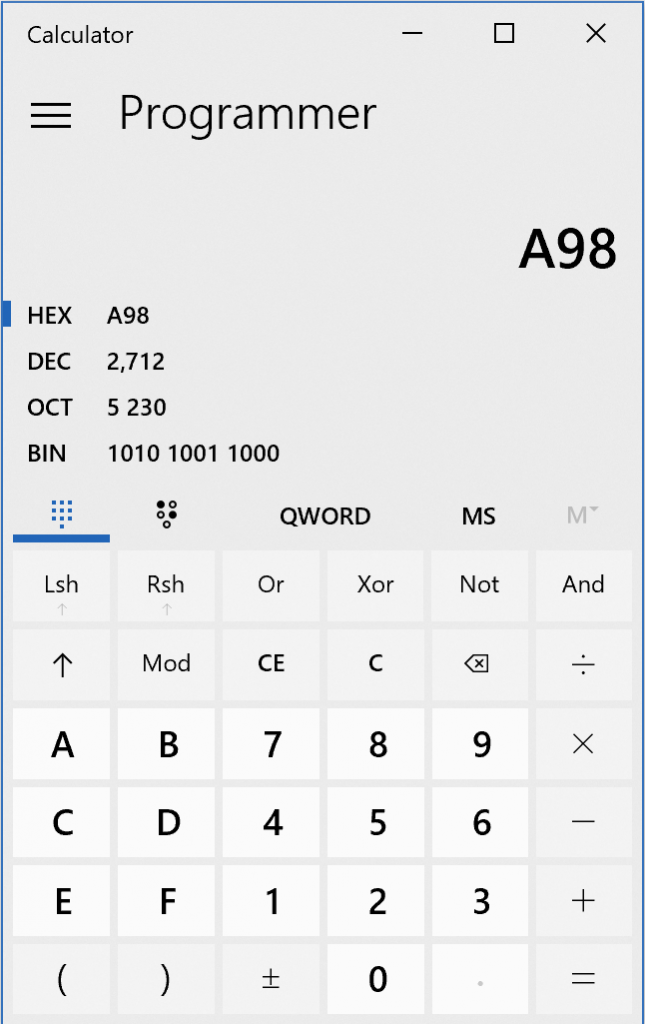 Calculator
Programmer
A98
HEX A98
DEC 2,712
OCT 5 230
BIN 1010 1001 1000
QWORD MS M
Lsh Rsh Or Xor Not And
↑ Mod CE C ÷
A B 7 8 9 ×
C D 4 5 6 −
E F 1 2 3 +
( ) ± 0 . =